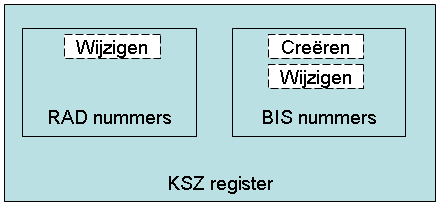 Wijzigen
RAD nummers
Creëren
Wijzigen
BIS nummers
KSZ register